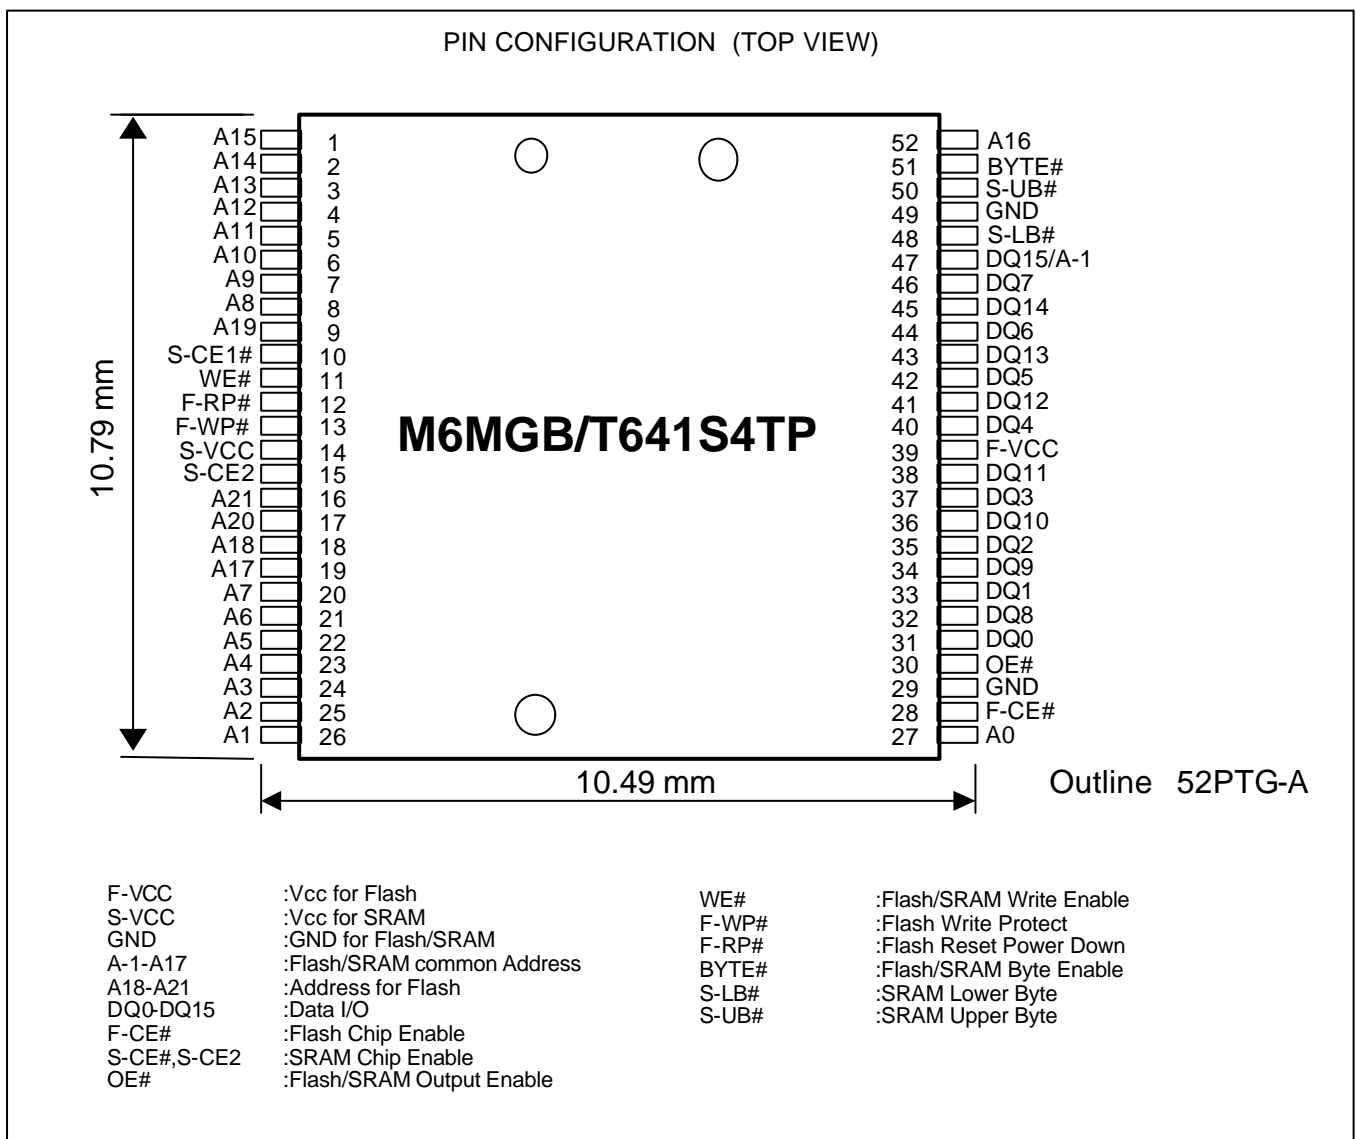 PIN CONFIGURATION (TOP VIEW)
A15 1 52 A16
A14 2 51 BYTE#
A13 3 50 S-UB#
A12 4 49 GND
A11 5 48 S-LB#
A10 6 47 DQ15/A-1
A9 7 46 DQ7
A8 8 45 DQ14
A19 9 44 DQ6
S-CE1# 10 43 DQ13
WE# 11 42 DQ5
F-RP# 12 41 DQ12
F-WP# 13 40 DQ4
S-VCC 14 39 F-VCC
S-CE2 15 38 DQ11
A21 16 37 DQ3
A20 17 36 DQ10
A18 18 35 DQ2
A17 19 34 DQ9
A7 20 33 DQ1
A6 21 32 DQ8
A5 22 31 DQ0
A4 23 30 OE#
A3 24 29 GND
A2 25 28 F-CE#
A1 26 27 A0
M6MGB/T641S4TP
10.79 mm
10.49 mm
Outline 52PTG-A
F-VCC :Vcc for Flash
S-VCC :Vcc for SRAM
GND :GND for Flash/SRAM
A-1-A17 :Flash/SRAM common Address
A18-A21 :Address for Flash
DQ0-DQ15 :Data I/O
F-CE# :Flash Chip Enable
S-CE#,S-CE2 :SRAM Chip Enable
OE# :Flash/SRAM Output Enable
WE# :Flash/SRAM Write Enable
F-WP# :Flash Write Protect
F-RP# :Flash Reset Power Down
BYTE# :Flash/SRAM Byte Enable
S-LB# :SRAM Lower Byte
S-UB# :SRAM Upper Byte